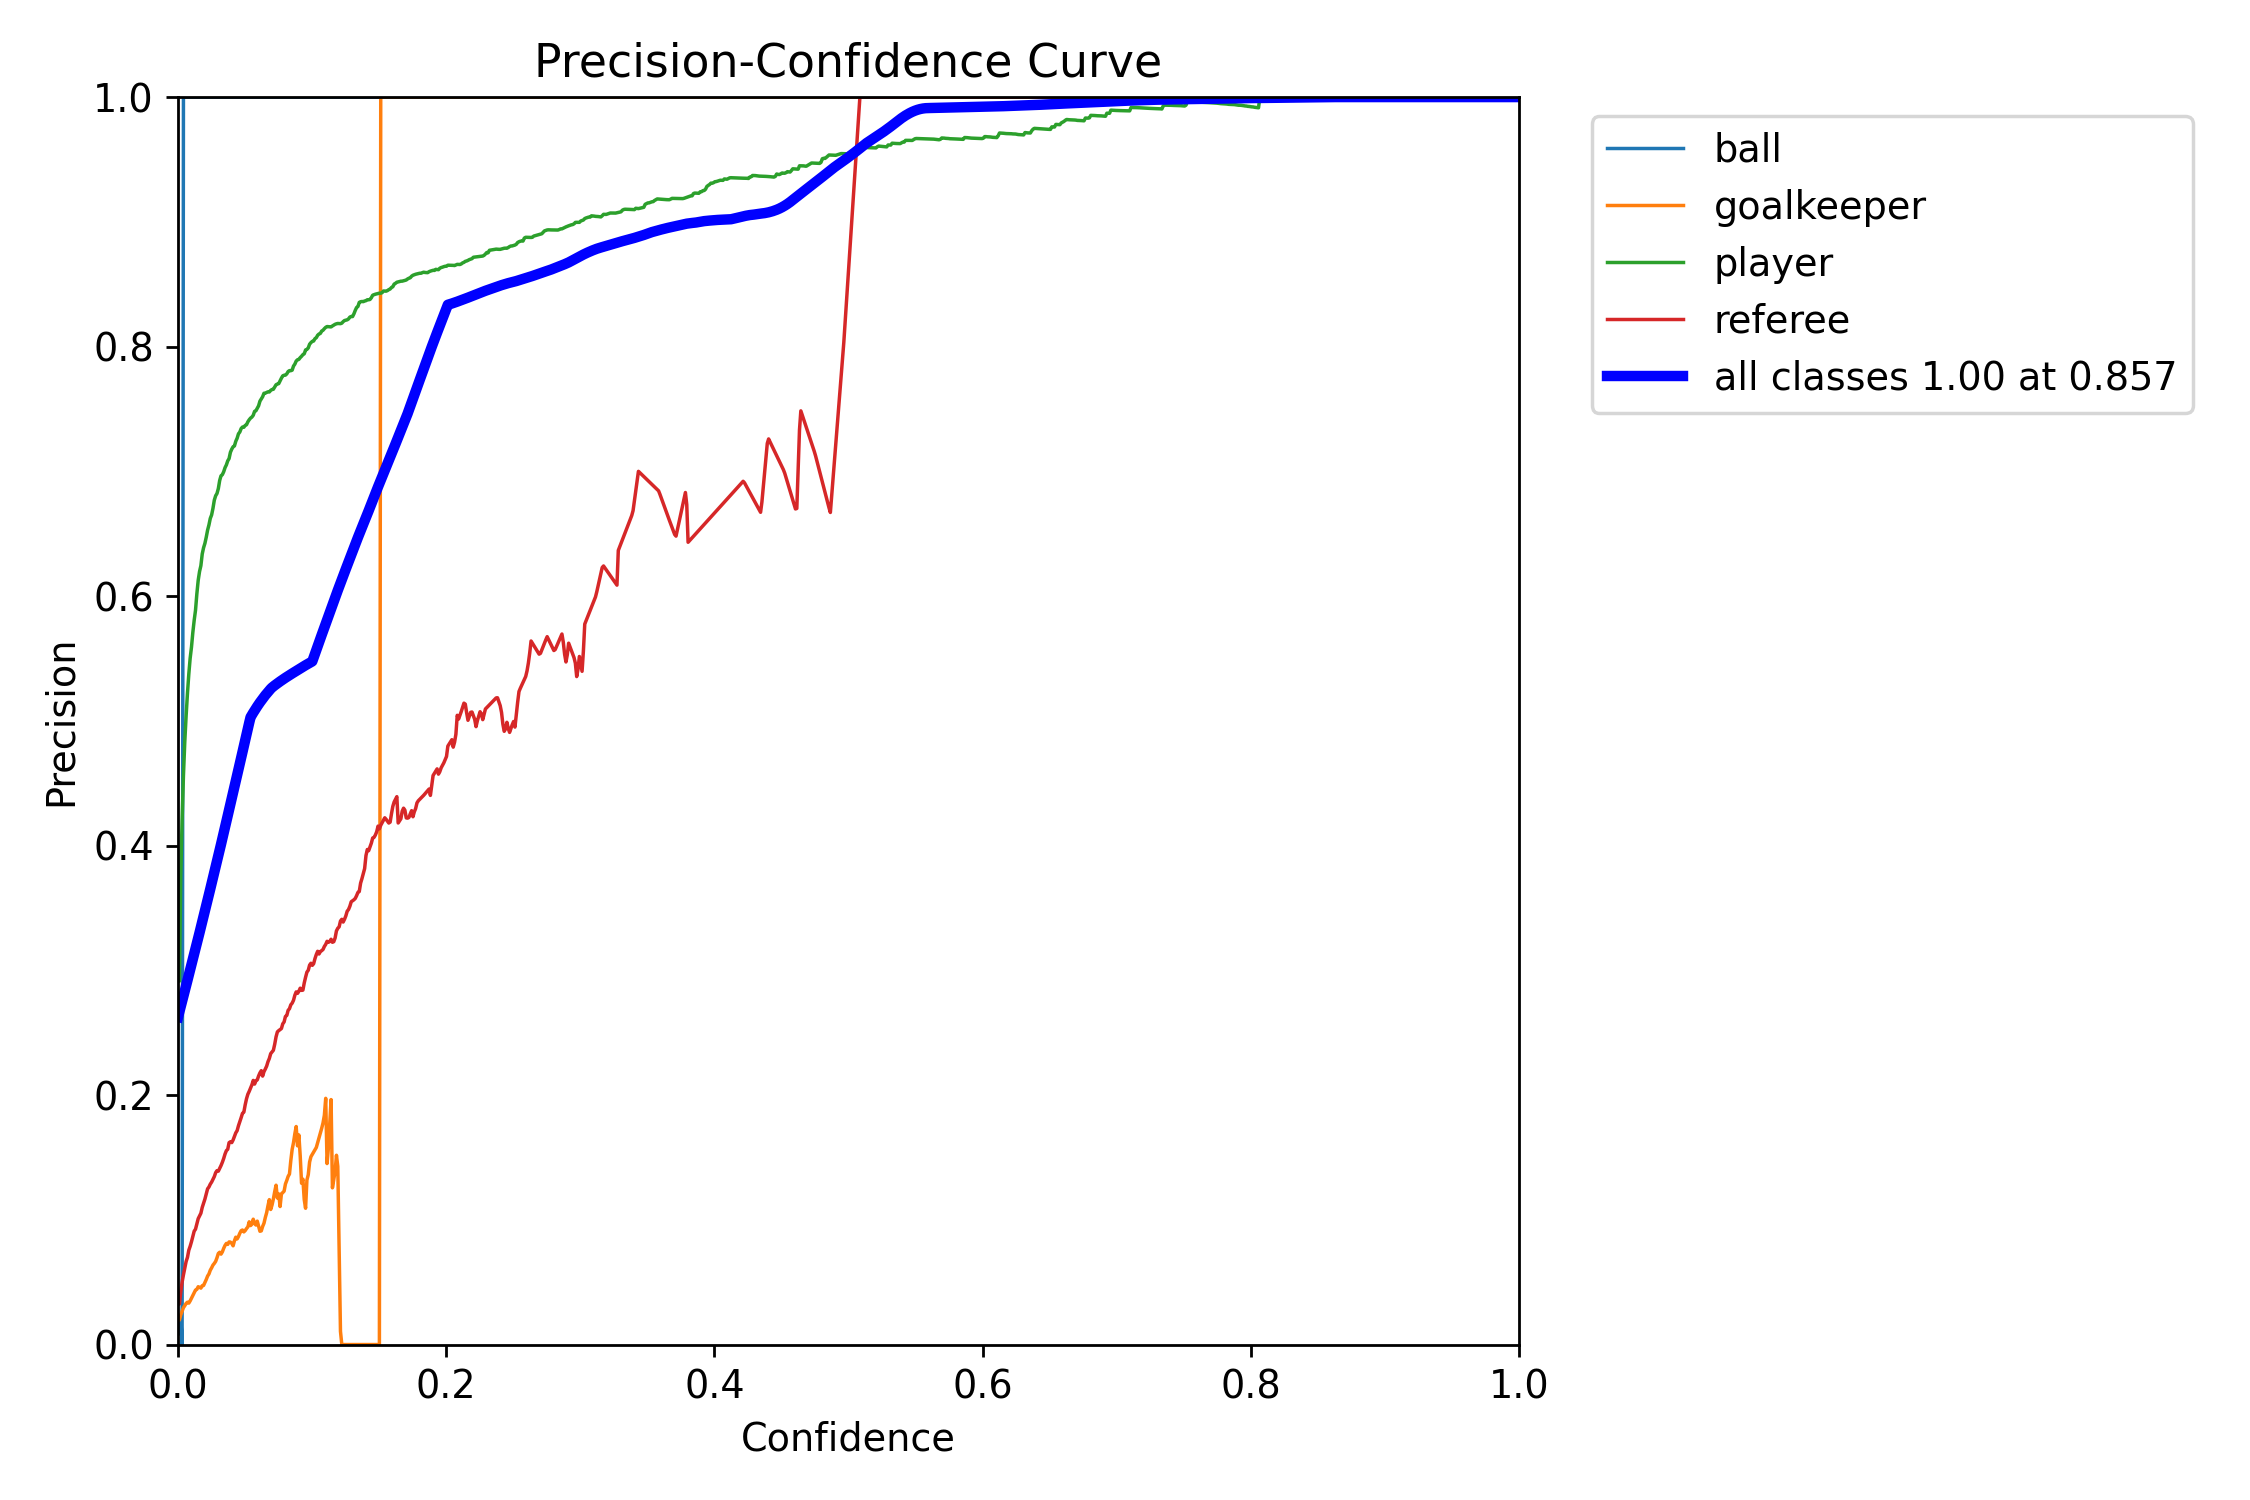 Precision-Confidence Curve
1.0
0.8
0.6
0.4
0.2
0.0
Precision
0.0 0.2 0.4 0.6 0.8 1.0
Confidence
ball
goalkeeper
player
referee
all classes 1.00 at 0.857